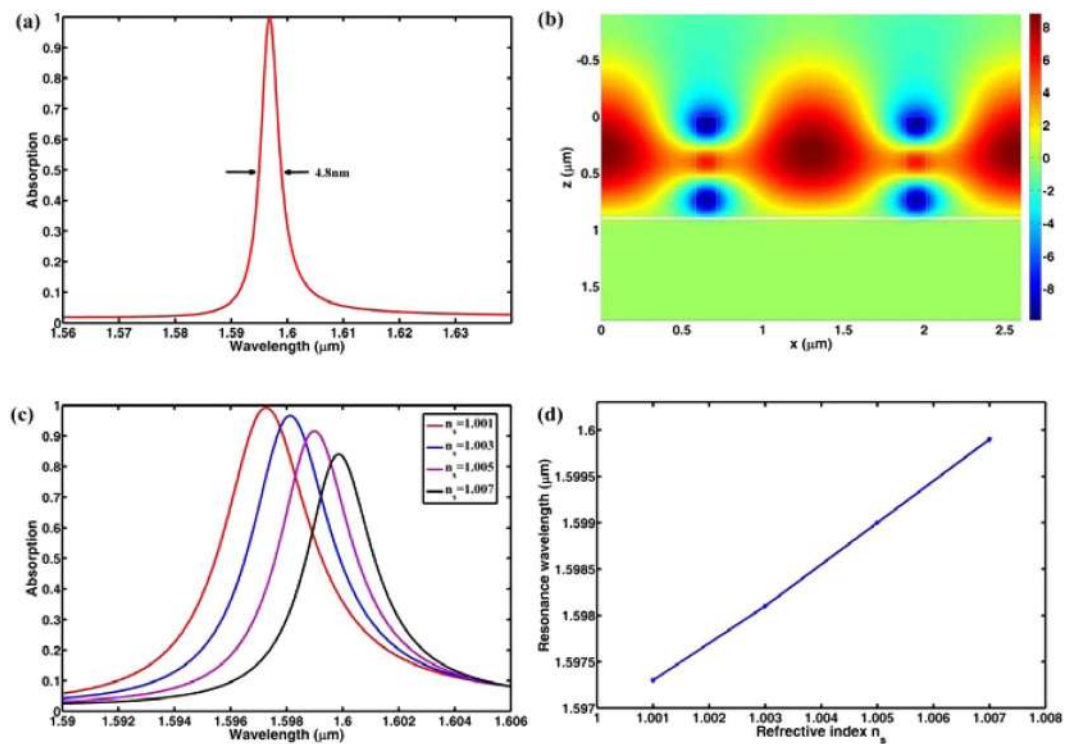 (a)
1
0.9
0.8
0.7
0.6
0.5
0.4
0.3
0.2
0.1
0
Absorption
4.8nm
1.56 1.57 1.58 1.59 1.6 1.61 1.62 1.63
Wavelength (μm)
(b)
-0.5
0
0.5
1
1.5
z (μm)
0 0.5 1 1.5 2 2.5
x (μm)
8
6
4
2
0
-2
-4
-6
-8
(c)
1
0.9
0.8
0.7
0.6
0.5
0.4
0.3
0.2
0.1
0
Absorption
ns=1.001
ns=1.003
ns=1.005
ns=1.007
1.59 1.592 1.594 1.596 1.598 1.6 1.602 1.604 1.606
Wavelength (μm)
(d)
1.6
1.5995
1.599
1.5985
1.598
1.5975
1.597
Resonance wavelength (μm)
1 1.001 1.002 1.003 1.004 1.005 1.006 1.007 1.008
Refrective index ns